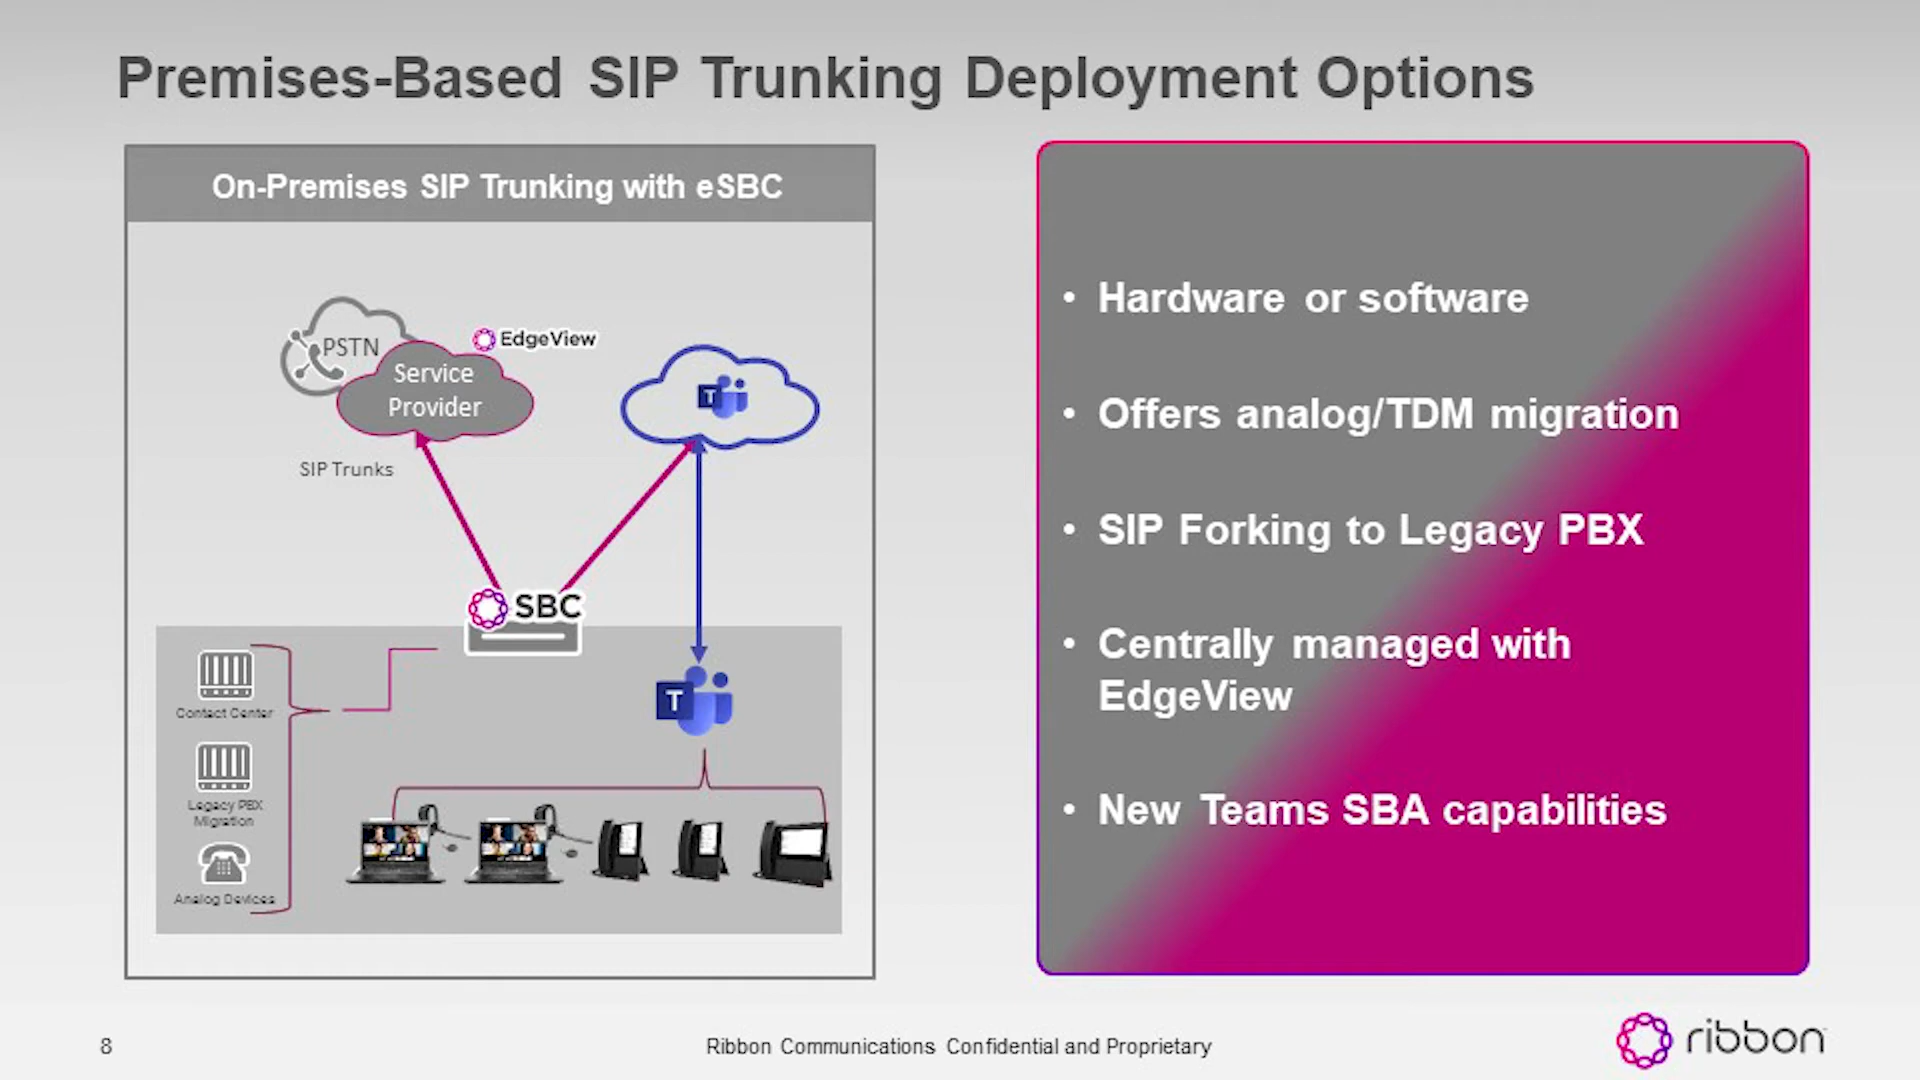 Premises-Based SIP Trunking Deployment Options
On-Premises SIP Trunking with eSBC
PSTN
EdgeView
Service
Provider
T
SIP Trunks
SBC
Contact Center
T
Legacy PBX
Migration
Analog Devices
• Hardware or software
• Offers analog/TDM migration
• SIP Forking to Legacy PBX
• Centrally managed with
EdgeView
• New Teams SBA capabilities
8
Ribbon Communications Confidential and Proprietary
ribbon